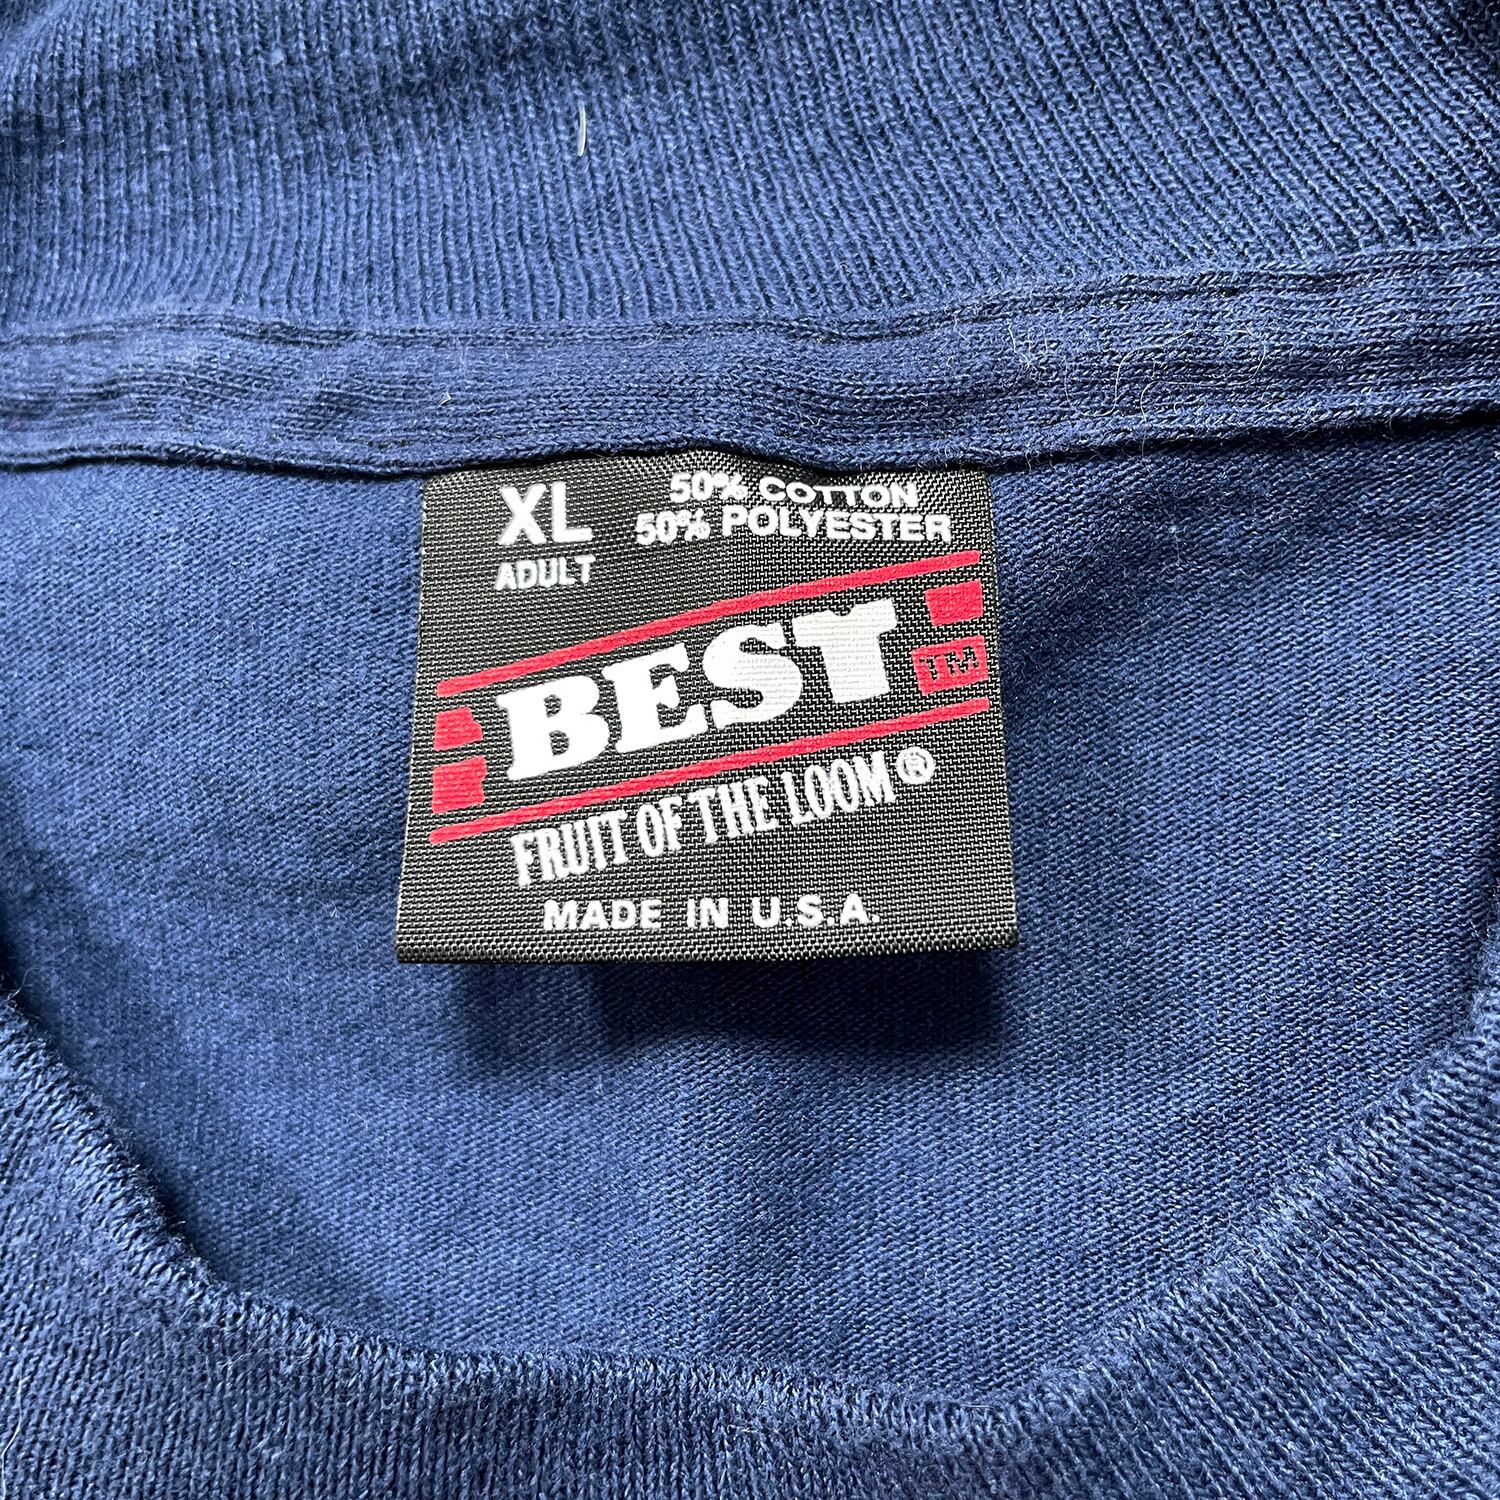 XL
ADULT
50% COTTON
50% POLYESTER
BEST
TM
FRUIT OF THE LOOM®
MADE IN U.S.A.